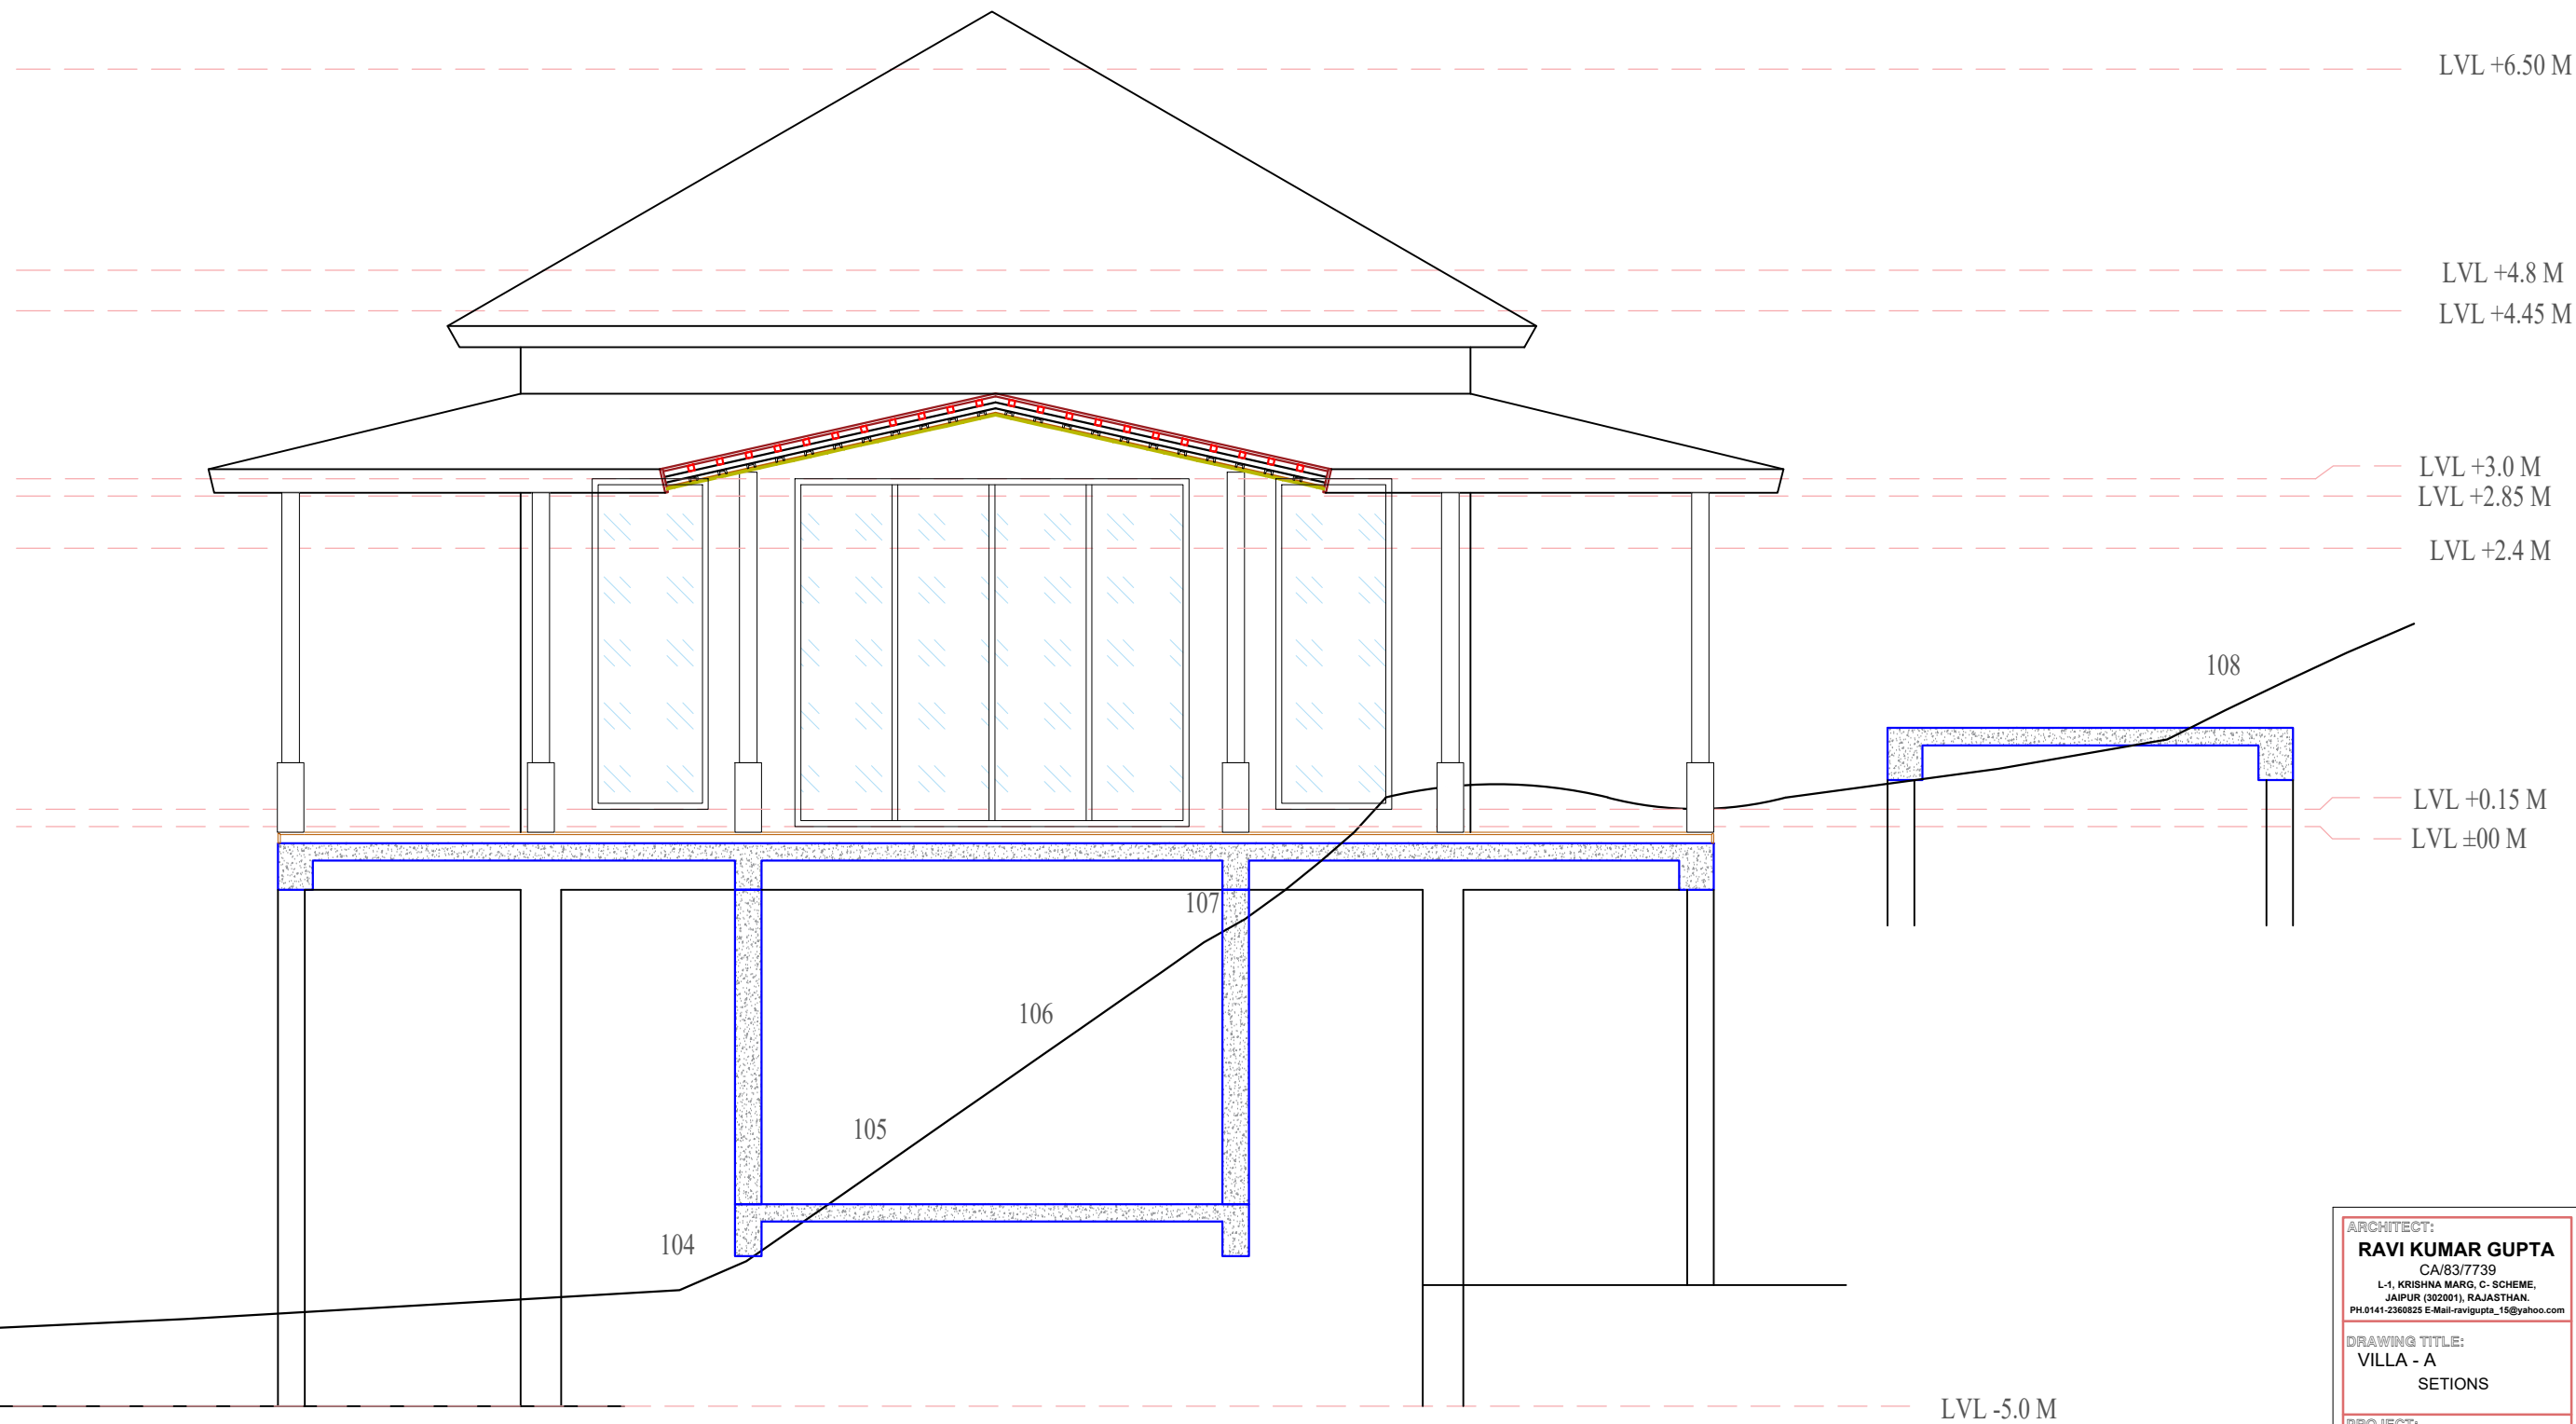 LVL +6.50 M
LVL +4.8 M
LVL +4.45 M
LVL +3.0 M
LVL +2.85 M
LVL +2.4 M
108
LVL +0.15 M
LVL ±00 M
107
106
105
104
LVL -5.0 M
ARCHITECT:
RAVI KUMAR GUPTA
CA/83/7739
L-1, KRISHNA MARG, C- SCHEME,
JAIPUR (302001), RAJASTHAN.
PH.0141-2360825 E-Mail-ravigupta_15@yahoo.com
DRAWING TITLE:
VILLA - A
SETIONS
PROJECT: